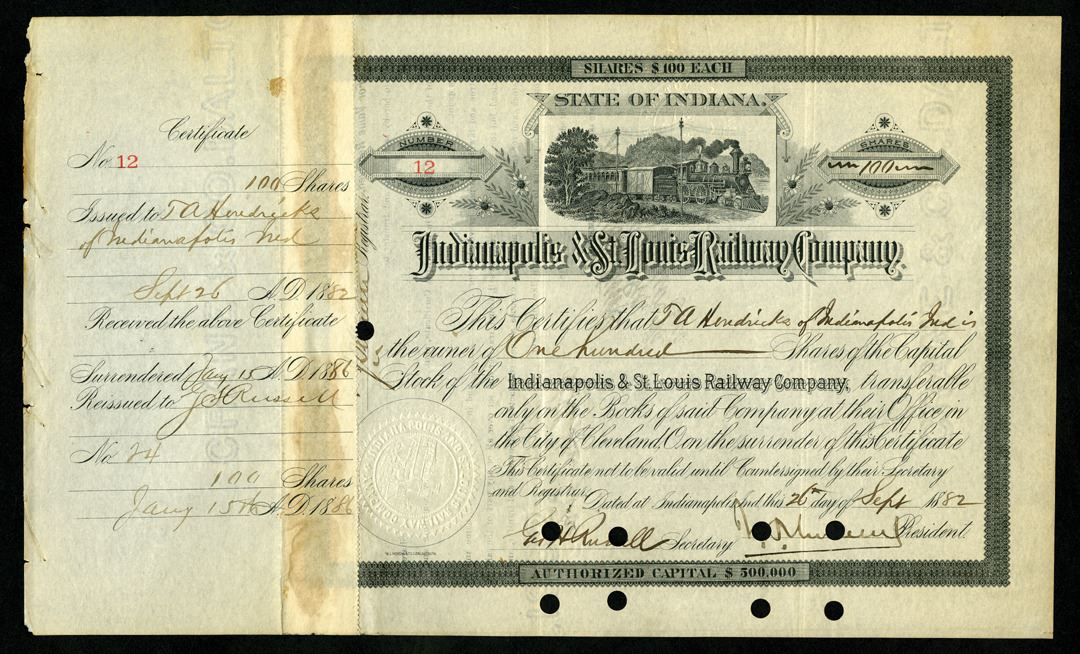 Certificate
No. 12
100 Shares
Issued to T A Hendricks
of Indianapolis Ind
Sept 26 A.D. 1882
Received the above Certificate
Surrendered Jany 15 A.D. 1886
Reissued to Russell
No 24
100 Shares
Jany 15th A.D. 1886
Registrar.
SHARES $100 EACH
STATE OF INDIANA.
NUMBER
12
SHARES
100
Indianapolis & St. Louis Railway Company.
This Certifies that T A Hendricks of Indianapolis Ind is
the owner of One hundred Shares of the Capital
Stock of the Indianapolis & St. Louis Railway Company, transferable
only on the Books of said Company at their Office in
the City of Cleveland O. on the surrender of this Certificate
This Certificate not to be valid until Countersigned by their Secretary
and Registrar.
Dated at Indianapolis Ind this 26th day of Sept 1882
Geo H Russell Secretary President.
AUTHORIZED CAPITAL $500,000